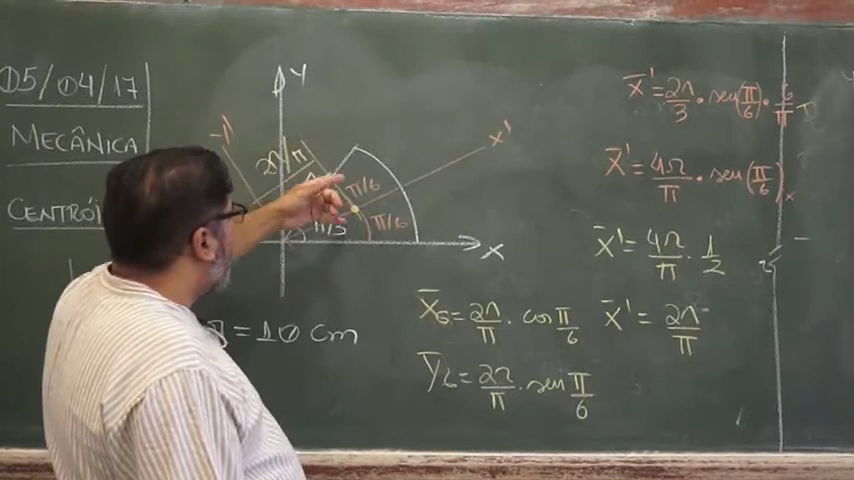 05/04/17
MECÂNICA
CENTRÓI
y
x'
2r
π
π/6
π/6
π/3
x
= 10 cm
x̄' = 2r/3 . sen(π/6) . 6/π
x̄' = 4r/π . sen(π/6)
x̄' = 4r/π . 1/2
x̄' = 2r/π
x̄G = 2r/π . cos π/6
ȳG = 2r/π . sen π/6